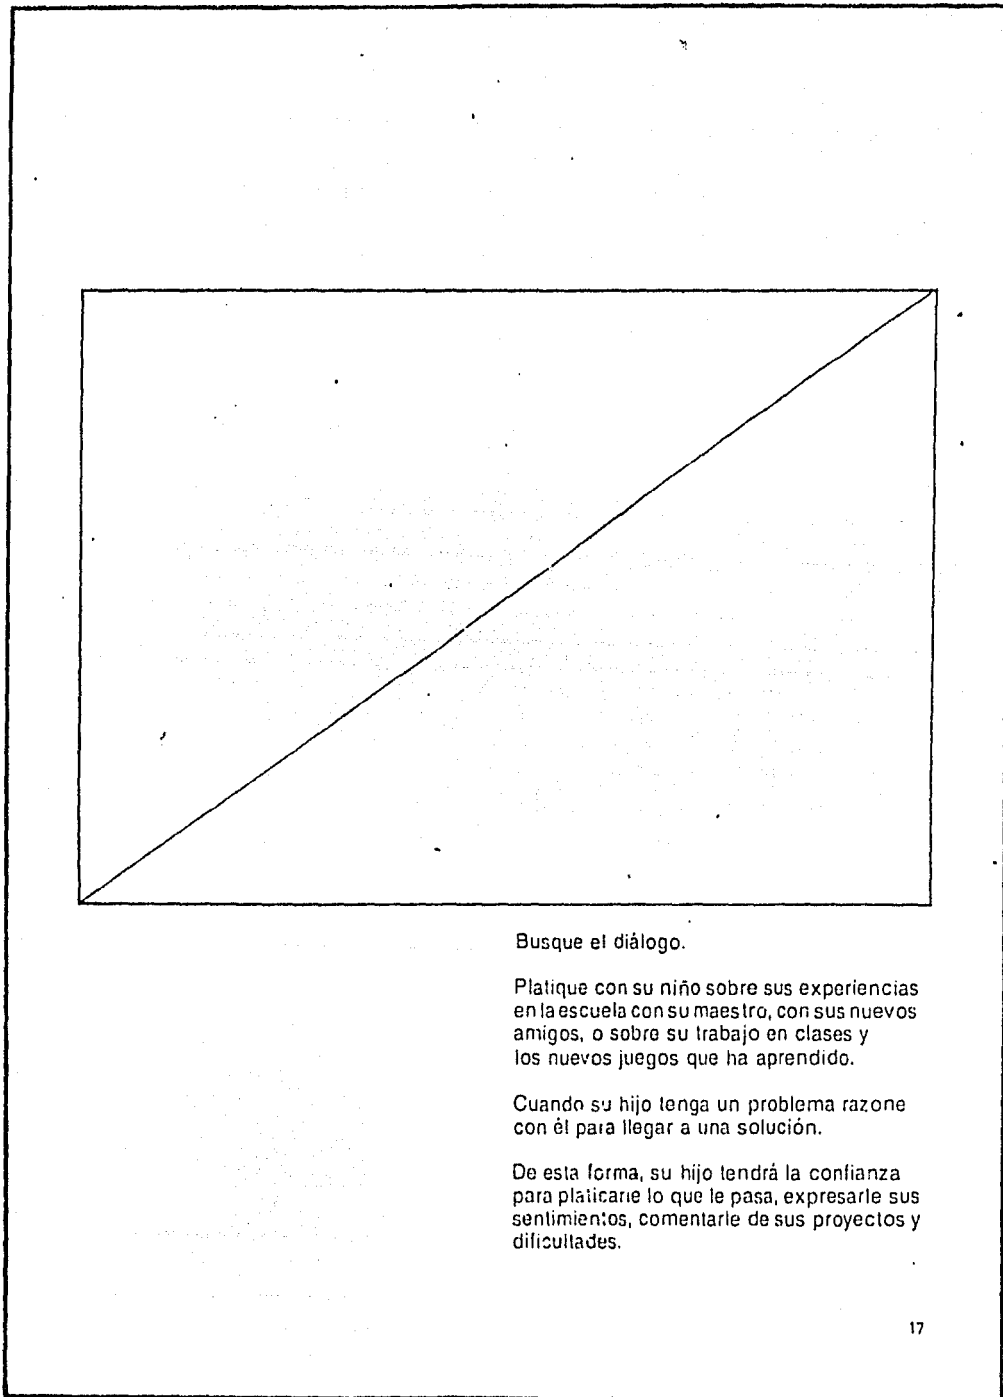 Busque el diálogo.
Platique con su niño sobre sus experiencias
en la escuela con su maestro, con sus nuevos
amigos, o sobre su trabajo en clases y
los nuevos juegos que ha aprendido.
Cuando su hijo tenga un problema razone
con él para llegar a una solución.
De esta forma, su hijo tendrá la confianza
para platicarle lo que le pasa, expresarle sus
sentimientos, comentarle de sus proyectos y
dificultades.
17